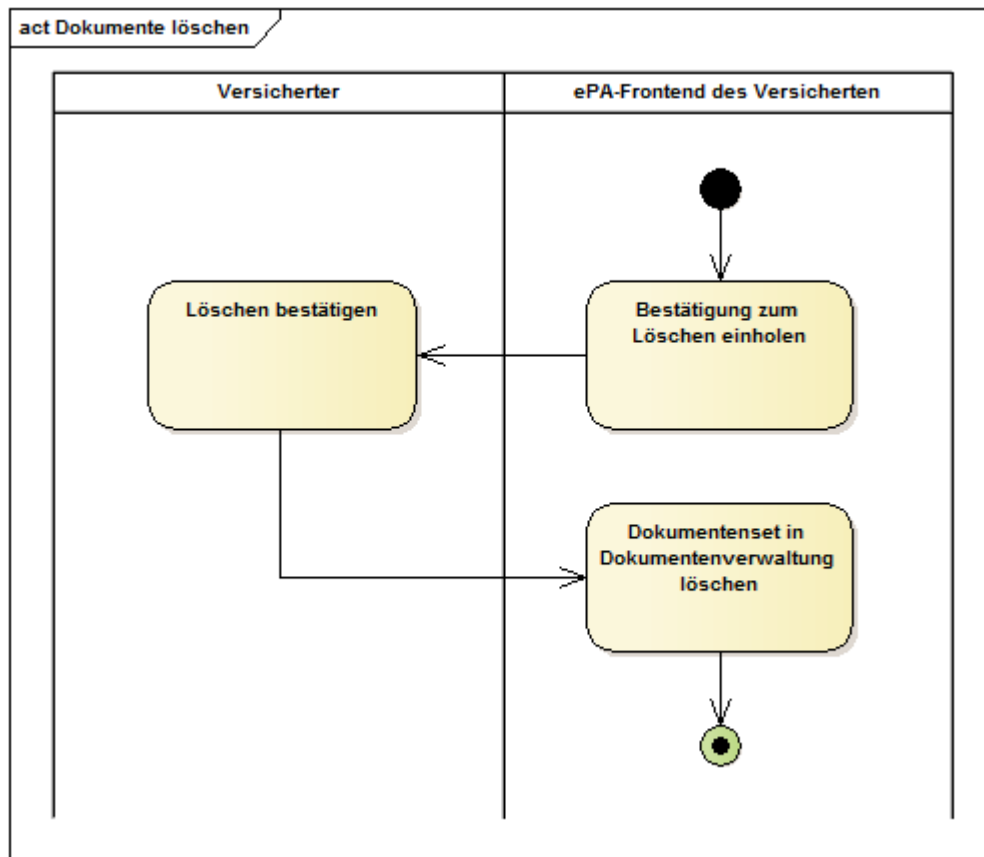 act Dokumente löschen
Versicherter
ePA-Frontend des Versicherten
Löschen bestätigen
Bestätigung zum
Löschen einholen
Dokumentenset in
Dokumentenverwaltung
löschen